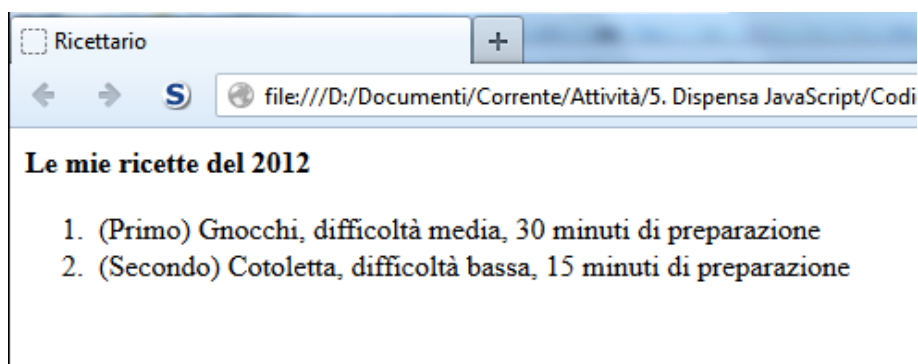 Ricettario
+
S
file:///D:/Documenti/Corrente/Attività/5. Dispensa JavaScript/Codi
Le mie ricette del 2012
1. (Primo) Gnocchi, difficoltà media, 30 minuti di preparazione
2. (Secondo) Cotoletta, difficoltà bassa, 15 minuti di preparazione